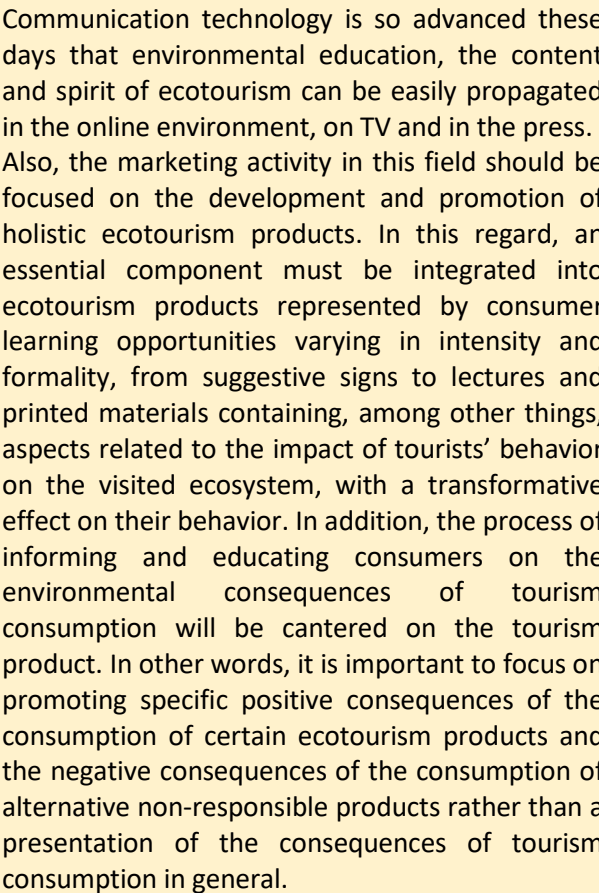 Communication technology is so advanced these
days that environmental education, the content
and spirit of ecotourism can be easily propagated
in the online environment, on TV and in the press.
Also, the marketing activity in this field should be
focused on the development and promotion of
holistic ecotourism products. In this regard, an
essential component must be integrated into
ecotourism products represented by consumer
learning opportunities varying in intensity and
formality, from suggestive signs to lectures and
printed materials containing, among other things,
aspects related to the impact of tourists’ behavior
on the visited ecosystem, with a transformative
effect on their behavior. In addition, the process of
informing and educating consumers on the
environmental consequences of tourism
consumption will be cantered on the tourism
product. In other words, it is important to focus on
promoting specific positive consequences of the
consumption of certain ecotourism products and
the negative consequences of the consumption of
alternative non-responsible products rather than a
presentation of the consequences of tourism
consumption in general.